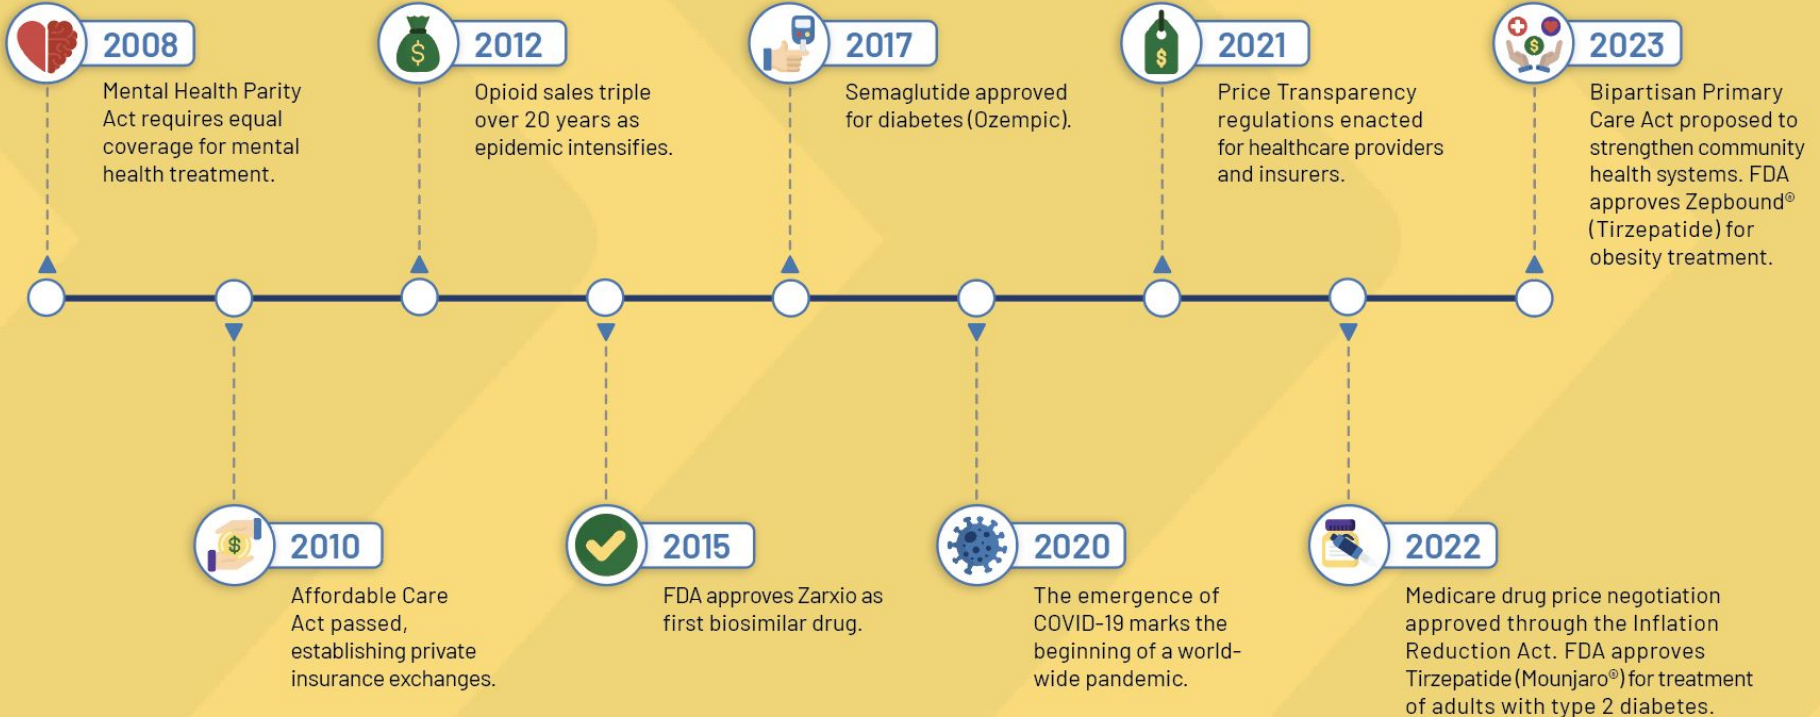 2008
Mental Health Parity
Act requires equal
coverage for mental
health treatment.
2012
$
Opioid sales triple
over 20 years as
epidemic intensifies.
2017
Semaglutide approved
for diabetes (Ozempic).
2021
$
Price Transparency
regulations enacted
for healthcare providers
and insurers.
2023
$
Bipartisan Primary
Care Act proposed to
strengthen community
health systems. FDA
approves Zepbound®
(Tirzepatide) for
obesity treatment.
2010
$
Affordable Care
Act passed,
establishing private
insurance exchanges.
2015
FDA approves Zarxio as
first biosimilar drug.
2020
The emergence of
COVID-19 marks the
beginning of a world-
wide pandemic.
2022
Medicare drug price negotiation
approved through the Inflation
Reduction Act. FDA approves
Tirzepatide (Mounjaro®) for treatment
of adults with type 2 diabetes.